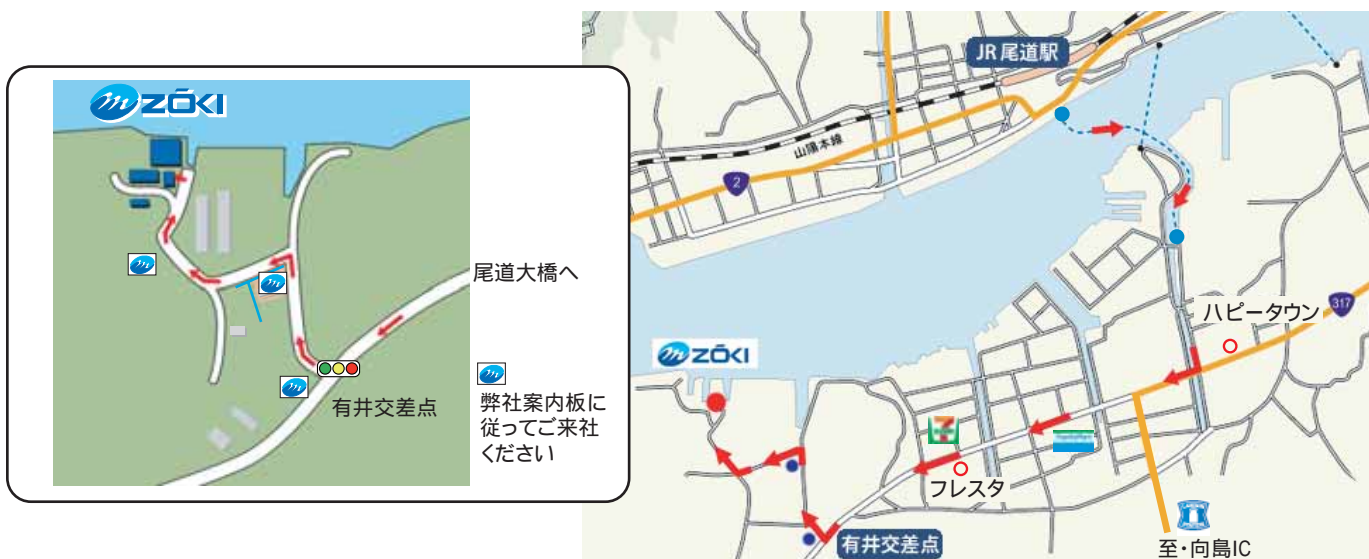 ZŌKI
尾道大橋へ
有井交差点
弊社案内板に
従ってご来社
ください
JR尾道駅
山陽本線
2
ハピータウン
317
ZŌKI
フレスタ
有井交差点
至・向島IC